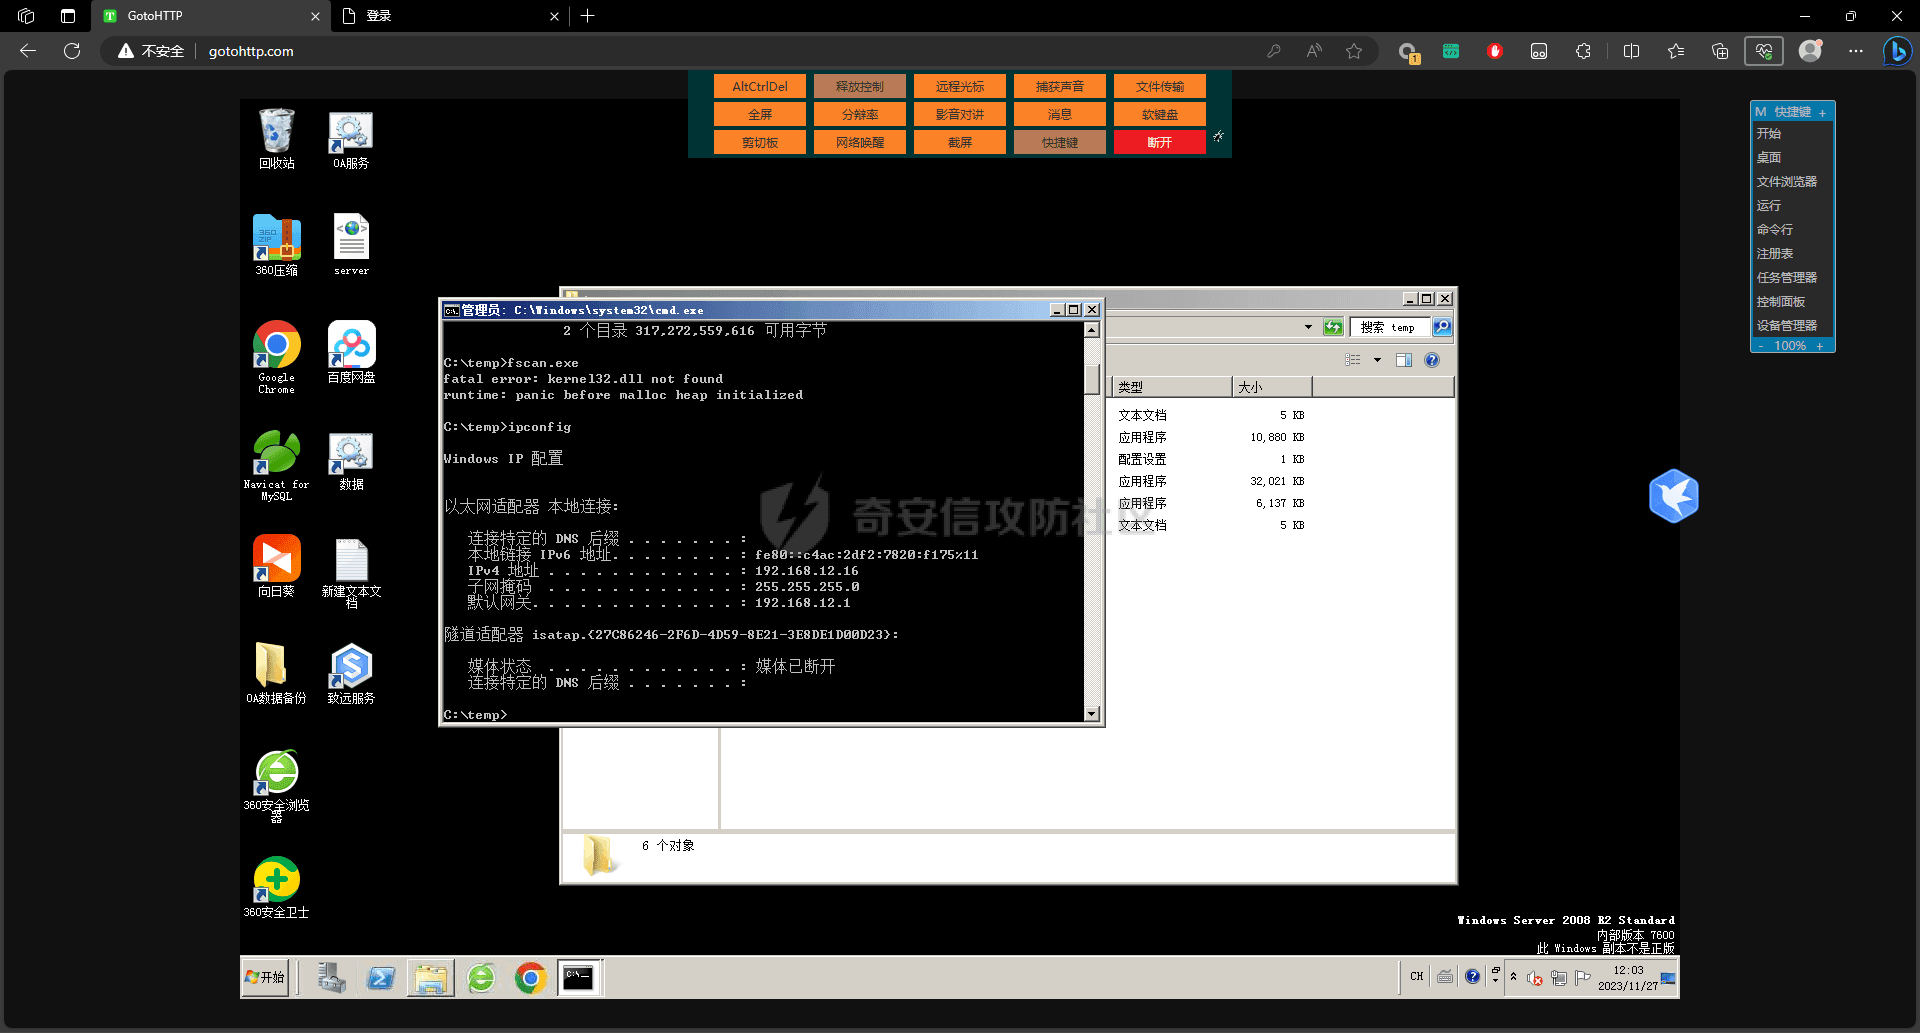 GotoHTTP
登录
不安全
gotohttp.com
1
AltCtrlDel
释放控制
远程光标
捕获声音
文件传输
全屏
分辩率
影音对讲
消息
软键盘
剪切板
网络唤醒
截屏
快捷键
断开
M 快捷键 +
开始
桌面
文件浏览器
运行
命令行
注册表
任务管理器
控制面板
设备管理器
- 100% +
回收站
OA服务
360压缩
server
Google
Chrome
百度网盘
Navicat for
MySQL
数据
向日葵
新建文本文
档
OA数据备份
致远服务
360安全浏览
器
360安全卫士
管理员: C:\Windows\system32\cmd.exe
2 个目录 317,272,559,616 可用字节
C:\temp>fscan.exe
fatal error: kernel32.dll not found
runtime: panic before malloc heap initialized
C:\temp>ipconfig
Windows IP 配置
以太网适配器 本地连接:
连接特定的 DNS 后缀 . . . . . . . :
本地链接 IPv6 地址. . . . . . . . : fe80::c4ac:2df2:7820:f175%11
IPv4 地址 . . . . . . . . . . . . : 192.168.12.16
子网掩码 . . . . . . . . . . . . : 255.255.255.0
默认网关. . . . . . . . . . . . . : 192.168.12.1
隧道适配器 isatap.{27C86246-2F6D-4D59-8E21-3E8DE1D00D23}:
媒体状态 . . . . . . . . . . . . : 媒体已断开
连接特定的 DNS 后缀 . . . . . . . :
C:\temp>
搜索 temp
类型
大小
文本文档 5 KB
应用程序 10,880 KB
配置设置 1 KB
应用程序 32,021 KB
应用程序 6,137 KB
文本文档 5 KB
奇安信攻防社区
6 个对象
Windows Server 2008 R2 Standard
内部版本 7600
此 Windows 副本不是正版
开始
CH
12:03
2023/11/27